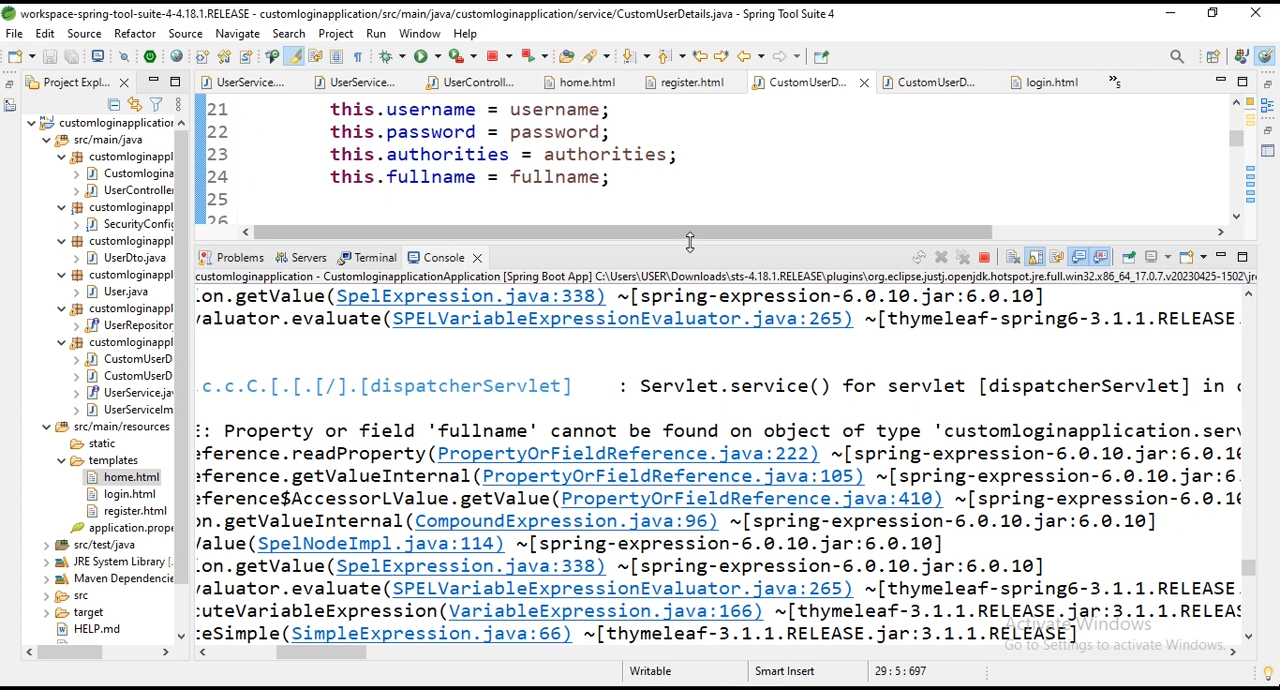 workspace-spring-tool-suite-4-4.18.1.RELEASE - customloginapplication/src/main/java/customloginapplication/service/CustomUserDetails.java - Spring Tool Suite 4
File Edit Source Refactor Source Navigate Search Project Run Window Help
Project Expl...
UserService.... UserService.... UserControll... home.html register.html CustomUserD... CustomUserD... login.html »5
customloginapplication
src/main/java
customloginappl
Customlogina
UserControlle
customloginappl
SecurityConfig
customloginappl
UserDto.java
customloginappl
User.java
customloginappl
UserRepositor
customloginappl
CustomUserD
CustomUserD
UserService.ja
UserServiceIm
src/main/resources
static
templates
home.html
login.html
register.html
application.prope
src/test/java
JRE System Library [
Maven Dependencie
src
target
HELP.md
21 this.username = username;
22 this.password = password;
23 this.authorities = authorities;
24 this.fullname = fullname;
25
26
Problems Servers Terminal Console
customloginapplication - CustomloginapplicationApplication [Spring Boot App] C:\Users\USER\Downloads\sts-4.18.1.RELEASE\plugins\org.eclipse.justj.openjdk.hotspot.jre.full.win32.x86_64_17.0.7.v20230425-1502\jr
ion.getValue(SpelExpression.java:338) ~[spring-expression-6.0.10.jar:6.0.10]
valuator.evaluate(SPELVariableExpressionEvaluator.java:265) ~[thymeleaf-spring6-3.1.1.RELEASE.
.c.c.C.[.[.[/].[dispatcherServlet] : Servlet.service() for servlet [dispatcherServlet] in c
E: Property or field 'fullname' cannot be found on object of type 'customloginapplication.serv
eference.readProperty(PropertyOrFieldReference.java:222) ~[spring-expression-6.0.10.jar:6.0.10
eference.getValueInternal(PropertyOrFieldReference.java:105) ~[spring-expression-6.0.10.jar:6.
eference$AccessorLValue.getValue(PropertyOrFieldReference.java:410) ~[spring-expression-6.0.10
on.getValueInternal(CompoundExpression.java:96) ~[spring-expression-6.0.10.jar:6.0.10]
Value(SpelNodeImpl.java:114) ~[spring-expression-6.0.10.jar:6.0.10]
ion.getValue(SpelExpression.java:338) ~[spring-expression-6.0.10.jar:6.0.10]
valuator.evaluate(SPELVariableExpressionEvaluator.java:265) ~[thymeleaf-spring6-3.1.1.RELEASE.
cuteVariableExpression(VariableExpression.java:166) ~[thymeleaf-3.1.1.RELEASE.jar:3.1.1.RELEAS
ceSimple(SimpleExpression.java:66) ~[thymeleaf-3.1.1.RELEASE.jar:3.1.1.RELEASE]
Activate Windows
Go to Settings to activate Windows.
Writable Smart Insert 29 : 5 : 697